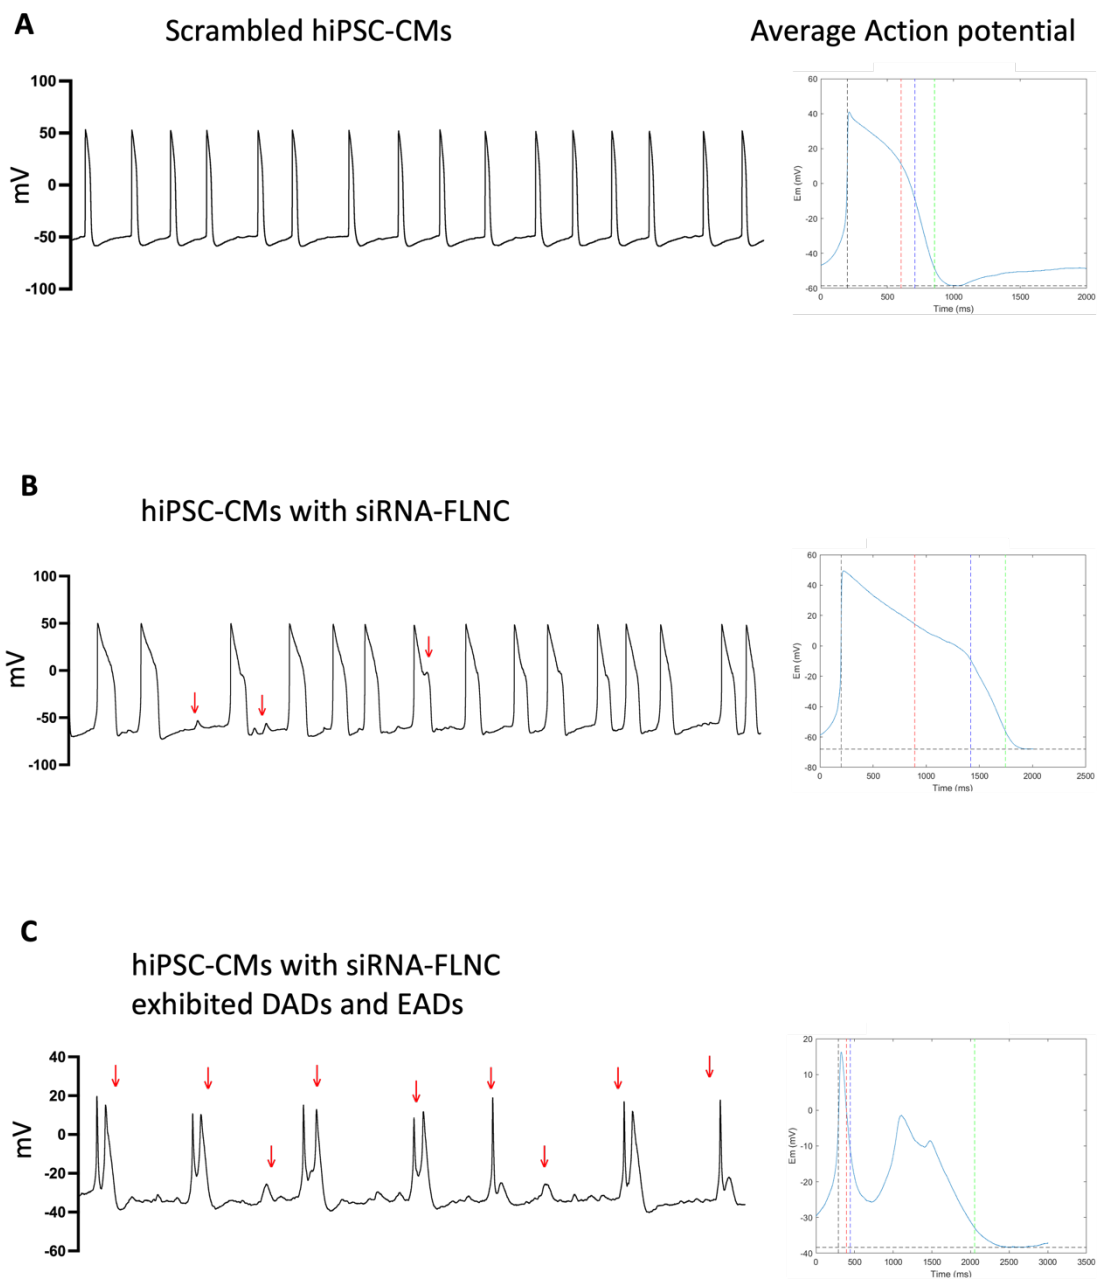 A
Scrambled hiPSC-CMs
Average Action potential
100
50
0
-50
-100
mV
60
40
20
0
-20
-40
-60
Em (mV)
0 500 1000 1500 2000
Time (ms)
B
hiPSC-CMs with siRNA-FLNC
100
50
0
-50
-100
mV
60
40
20
0
-20
-40
-60
-80
Em (mV)
0 500 1000 1500 2000 2500
Time (ms)
C
hiPSC-CMs with siRNA-FLNC
exhibited DADs and EADs
40
20
0
-20
-40
-60
mV
20
10
0
-10
-20
-30
-40
Em (mV)
0 500 1000 1500 2000 2500 3000 3500
Time (ms)